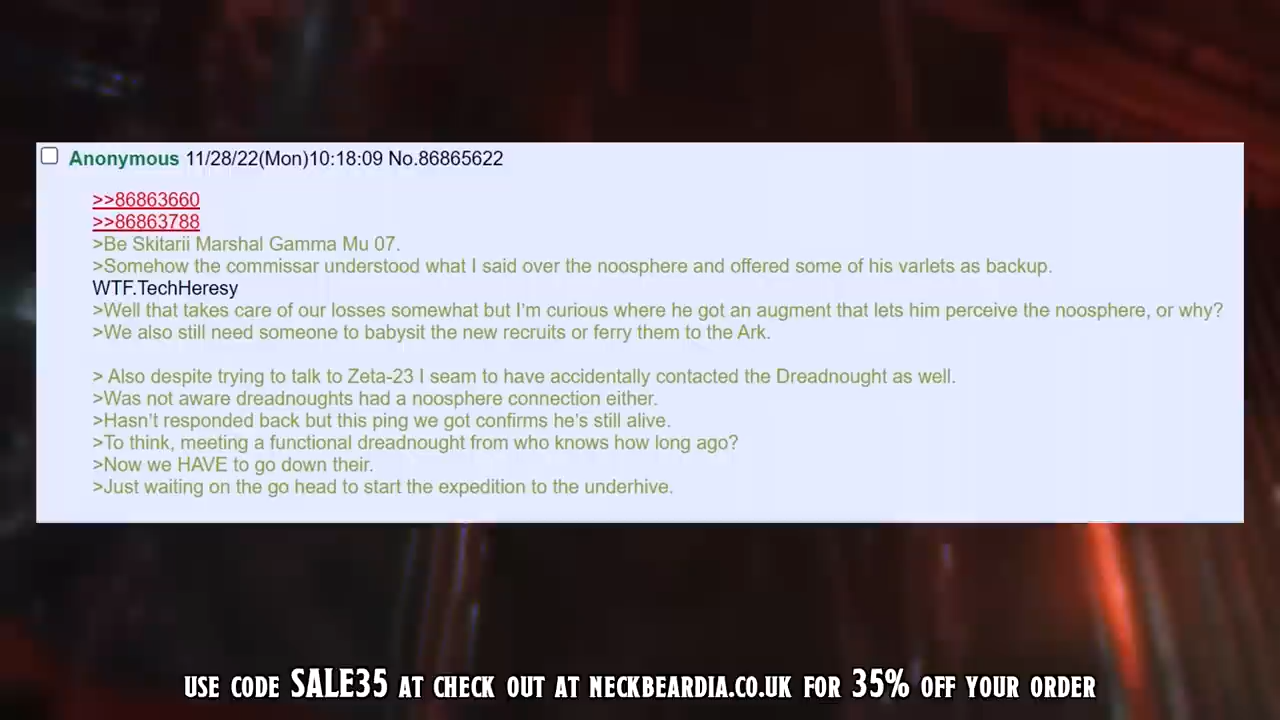 Anonymous 11/28/22(Mon)10:18:09 No.86865622
>>86863660
>>86863788
>Be Skitarii Marshal Gamma Mu 07.
>Somehow the commissar understood what I said over the noosphere and offered some of his varlets as backup.
WTF.TechHeresy
>Well that takes care of our losses somewhat but I'm curious where he got an augment that lets him perceive the noosphere, or why?
>We also still need someone to babysit the new recruits or ferry them to the Ark.
> Also despite trying to talk to Zeta-23 I seam to have accidentally contacted the Dreadnought as well.
>Was not aware dreadnoughts had a noosphere connection either.
>Hasn't responded back but this ping we got confirms he's still alive.
>To think, meeting a functional dreadnought from who knows how long ago?
>Now we HAVE to go down their.
>Just waiting on the go head to start the expedition to the underhive.
USE CODE SALE35 AT CHECK OUT AT NECKBEARDIA.CO.UK FOR 35% OFF YOUR ORDER